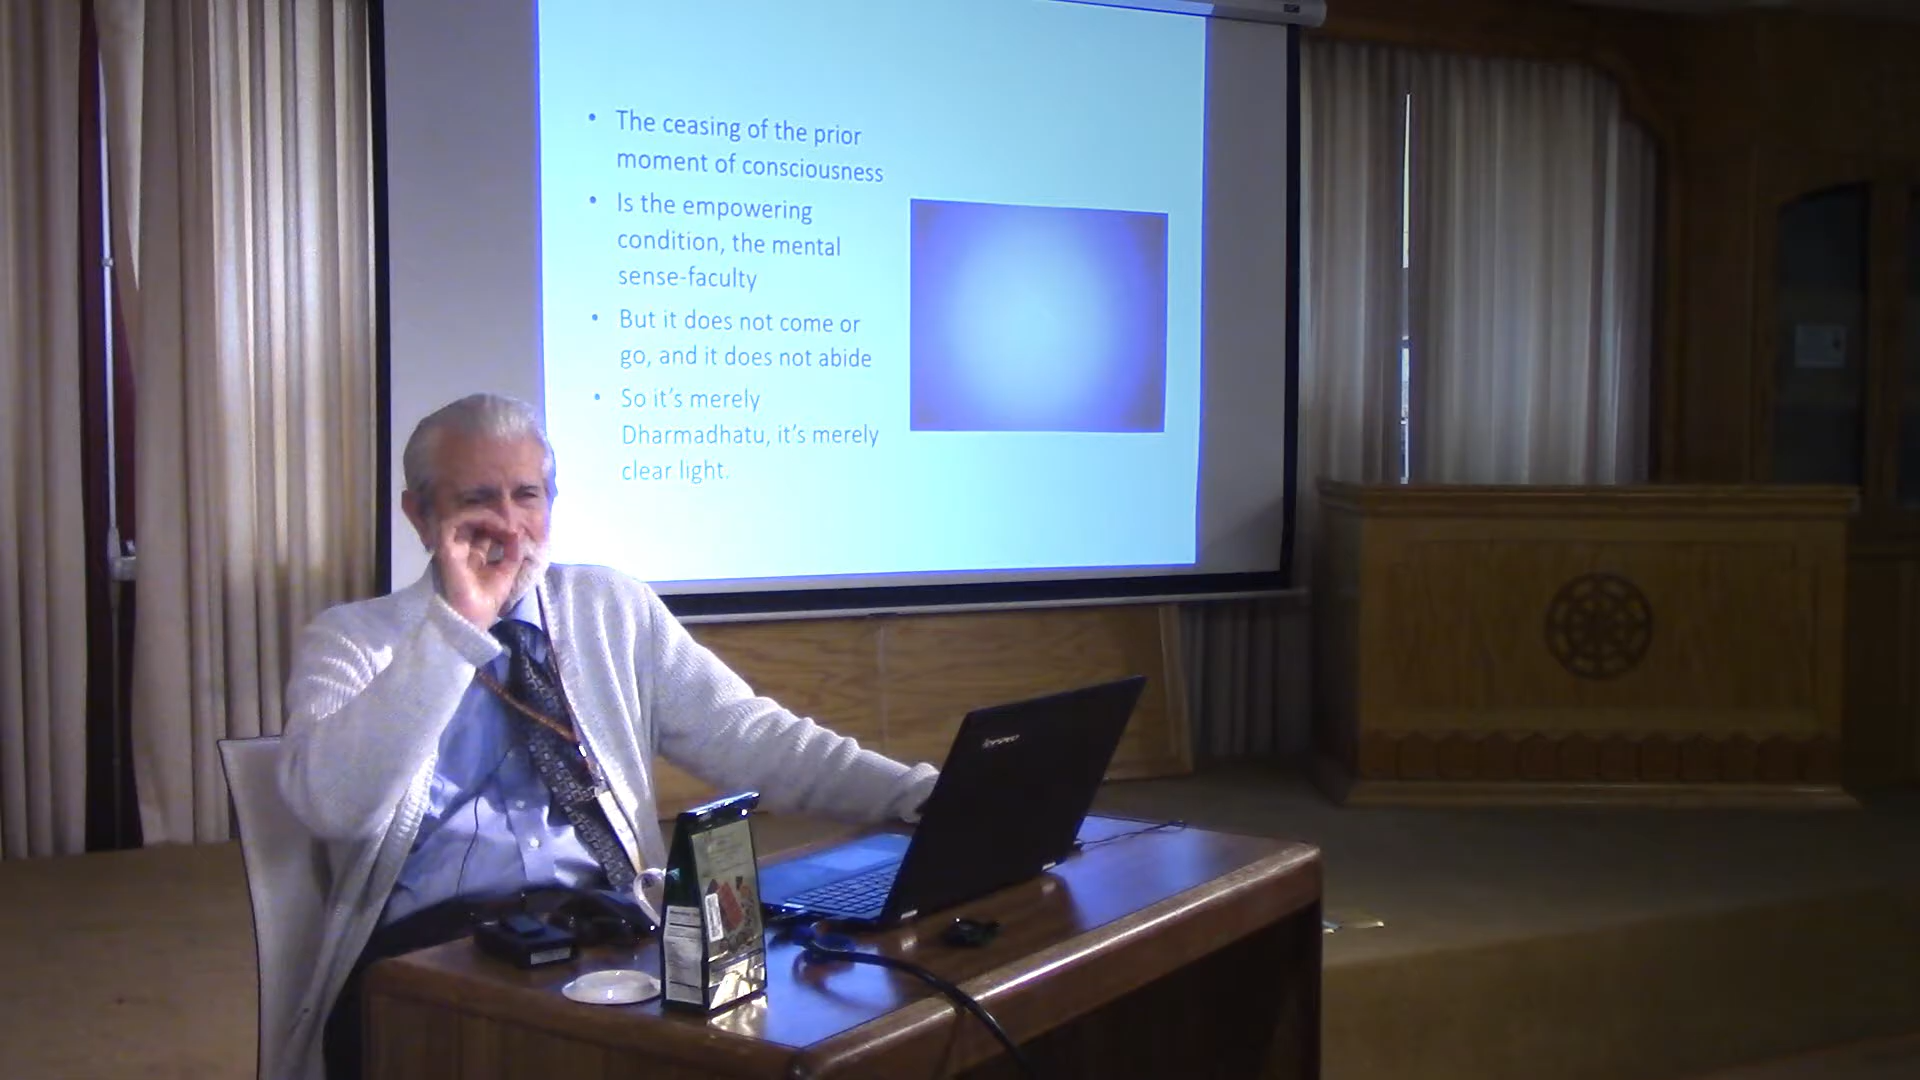 • The ceasing of the prior
moment of consciousness
• Is the empowering
condition, the mental
sense-faculty
• But it does not come or
go, and it does not abide
• So it's merely
Dharmadhatu, it's merely
clear light.
lenovo